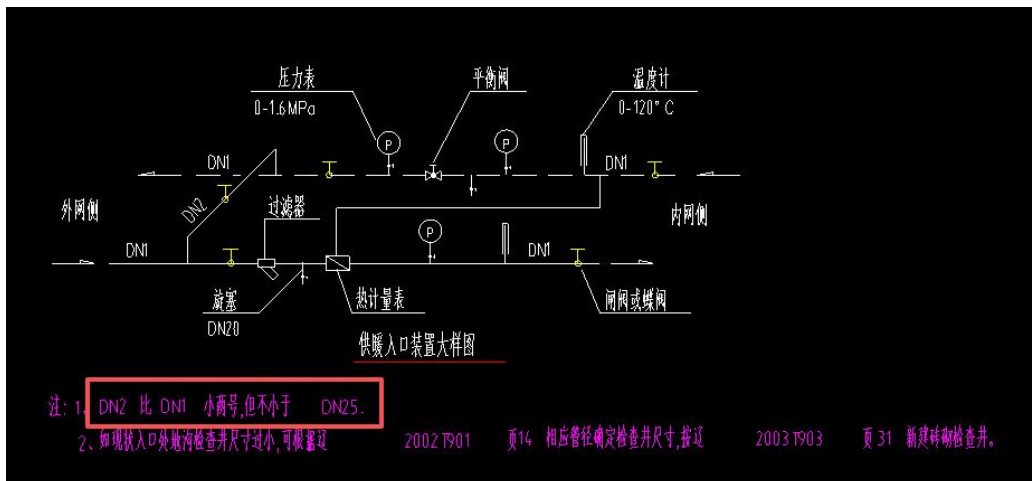 压力表
0-1.6MPa
平衡阀
温度计
0-120°C
P
P
DN1
DN1
外网侧
DN2
过滤器
内网侧
P
DN1
DN1
旋塞
DN20
热计量表
闸阀或蝶阀
供暖入口装置大样图
注: 1、DN2 比 DN1 小两号,但不小于 DN25.
2、如现状入口处地沟检查井尺寸过小,可根据辽 2002T901 页14 相应管径确定检查井尺寸,按辽 2003T903 页 31 新建砖砌检查井。